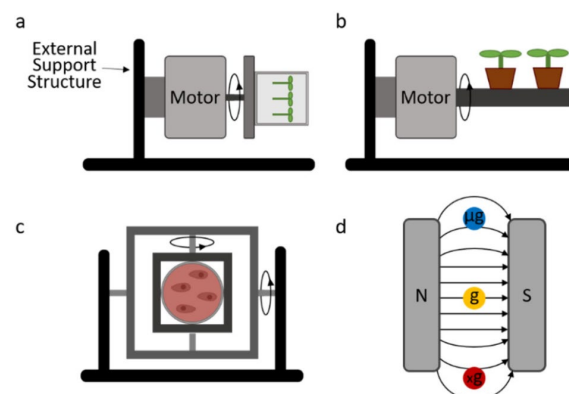 a
b
External
Support
Structure
Motor
Motor
c
d
μg
N
g
S
xg